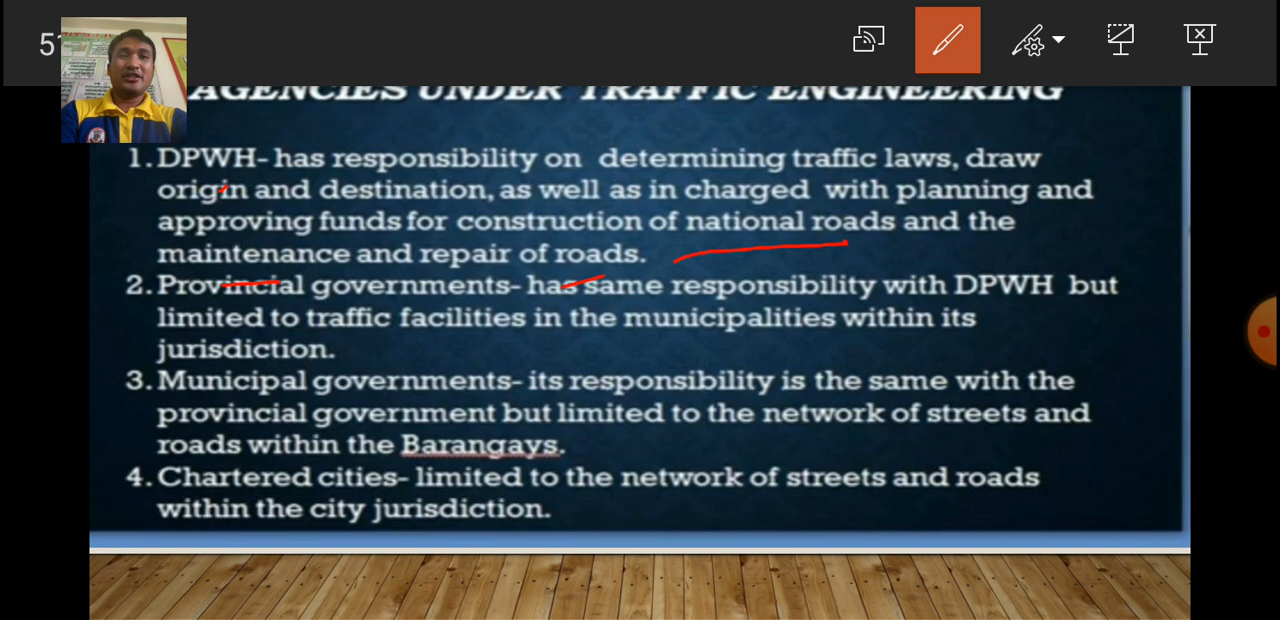 51
AGENCIES UNDER TRAFFIC ENGINEERING
1. DPWH- has responsibility on determining traffic laws, draw
origin and destination, as well as in charged with planning and
approving funds for construction of national roads and the
maintenance and repair of roads.
2. Provincial governments- has same responsibility with DPWH but
limited to traffic facilities in the municipalities within its
jurisdiction.
3. Municipal governments- its responsibility is the same with the
provincial government but limited to the network of streets and
roads within the Barangays.
4. Chartered cities- limited to the network of streets and roads
within the city jurisdiction.